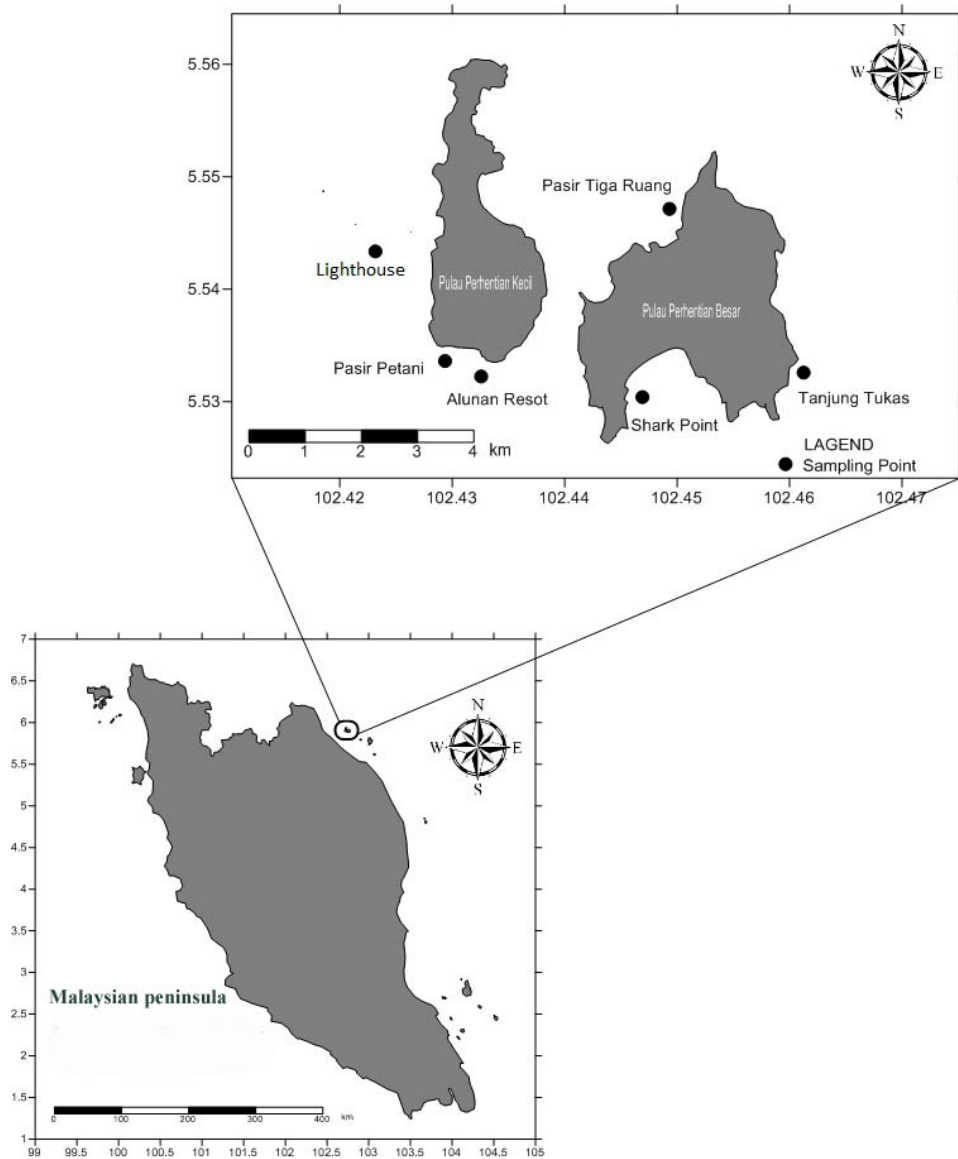 N
W E
S
5.56
5.55
5.54
5.53
Pasir Tiga Ruang
Lighthouse
Pulau Perhentian Kecil
Pulau Perhentian Besar
Pasir Petani
Alunan Resot
Shark Point
Tanjung Tukas
0 1 2 3 4 km
LAGEND
Sampling Point
102.42 102.43 102.44 102.45 102.46 102.47
7
6.5
6
5.5
5
4.5
4
3.5
3
2.5
2
1.5
1
N
W E
S
Malaysian peninsula
0 100 200 300 400 km
99 99.5 100 100.5 101 101.5 102 102.5 103 103.5 104 104.5 105